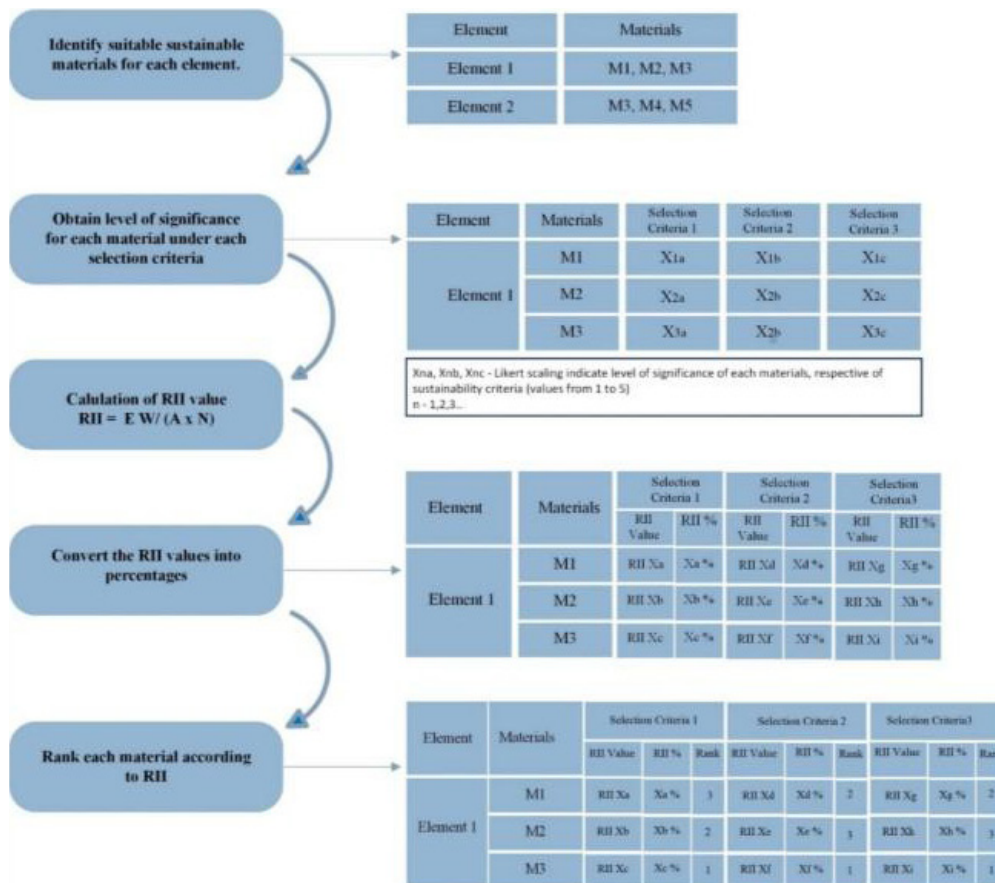 Identify suitable sustainable
materials for each element.
Element Materials
Element 1 M1, M2, M3
Element 2 M3, M4, M5
Obtain level of significance
for each material under each
selection criteria
Element Materials Selection Criteria 1 Selection Criteria 2 Selection Criteria 3
Element 1
M1 X1a X1b X1c
M2 X2a X2b X2c
M3 X3a X2b X3c
Xna, Xnb, Xnc - Likert scaling indicate level of significance of each materials, respective of
sustainability criteria (values from 1 to 5)
n - 1,2,3...
Calulation of RII value
RII = E W/ (A x N)
Convert the RII values into
percentages
Element Materials Selection Criteria 1 Selection Criteria 2 Selection Criteria3
RII Value RII % RII Value RII % RII Value RII %
Element 1
M1 RII Xa Xa % RII Xd Xd % RII Xg Xg %
M2 RII Xb Xb % RII Xe Xe % RII Xh Xh %
M3 RII Xc Xc % RII Xf Xf % RII Xi Xi %
Rank each material according
to RII
Element Materials Selection Criteria 1 Selection Criteria 2 Selection Criteria3
RII Value RII % Rank RII Value RII % Rank RII Value RII %
Element 1
M1 RII Xa Xa % 3 RII Xd Xd % 2 RII Xg Xg % 2
M2 RII Xb Xb % 2 RII Xe Xe % 3 RII Xh Xh % 3
M3 RII Xc Xc % 1 RII Xf Xf % 1 RII Xi Xi % 1